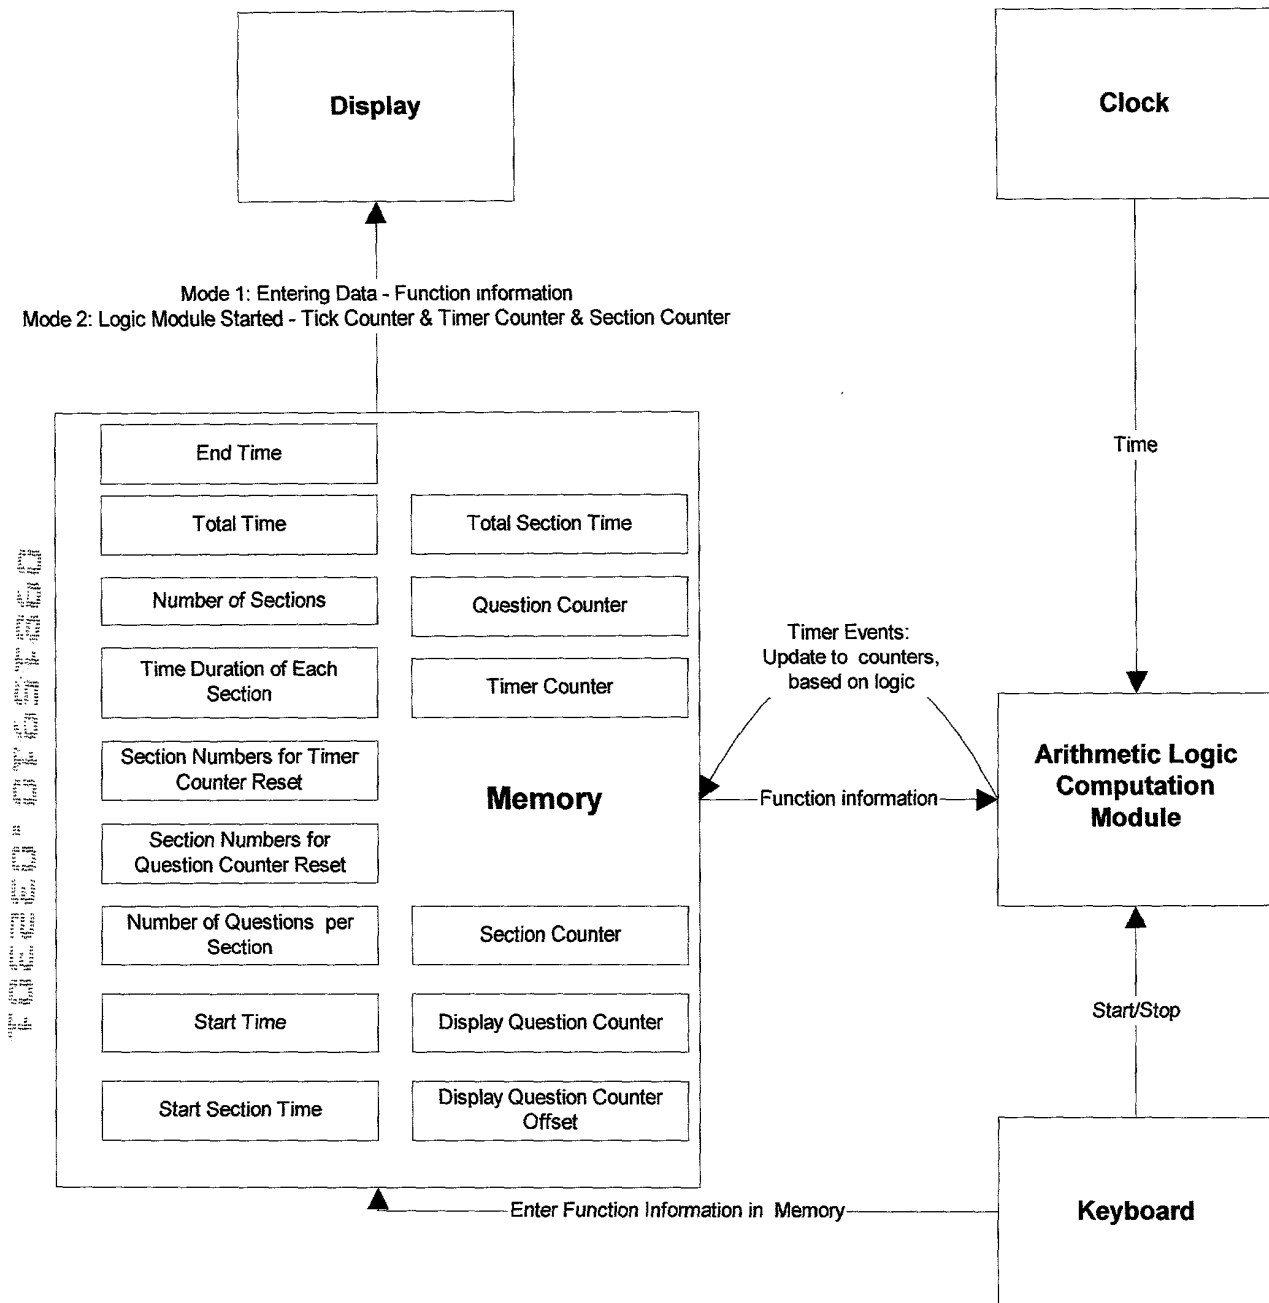 Display
Clock
Mode 1: Entering Data - Function information
Mode 2: Logic Module Started - Tick Counter & Timer Counter & Section Counter
End Time
Time
Total Time
Total Section Time
Number of Sections
Question Counter
Timer Events:
Update to counters,
based on logic
Time Duration of Each
Section
Timer Counter
Section Numbers for Timer
Counter Reset
Memory
Function information
Arithmetic Logic
Computation
Module
Section Numbers for
Question Counter Reset
Number of Questions per
Section
Section Counter
Start Time
Display Question Counter
Start/Stop
Start Section Time
Display Question Counter
Offset
Enter Function Information in Memory
Keyboard